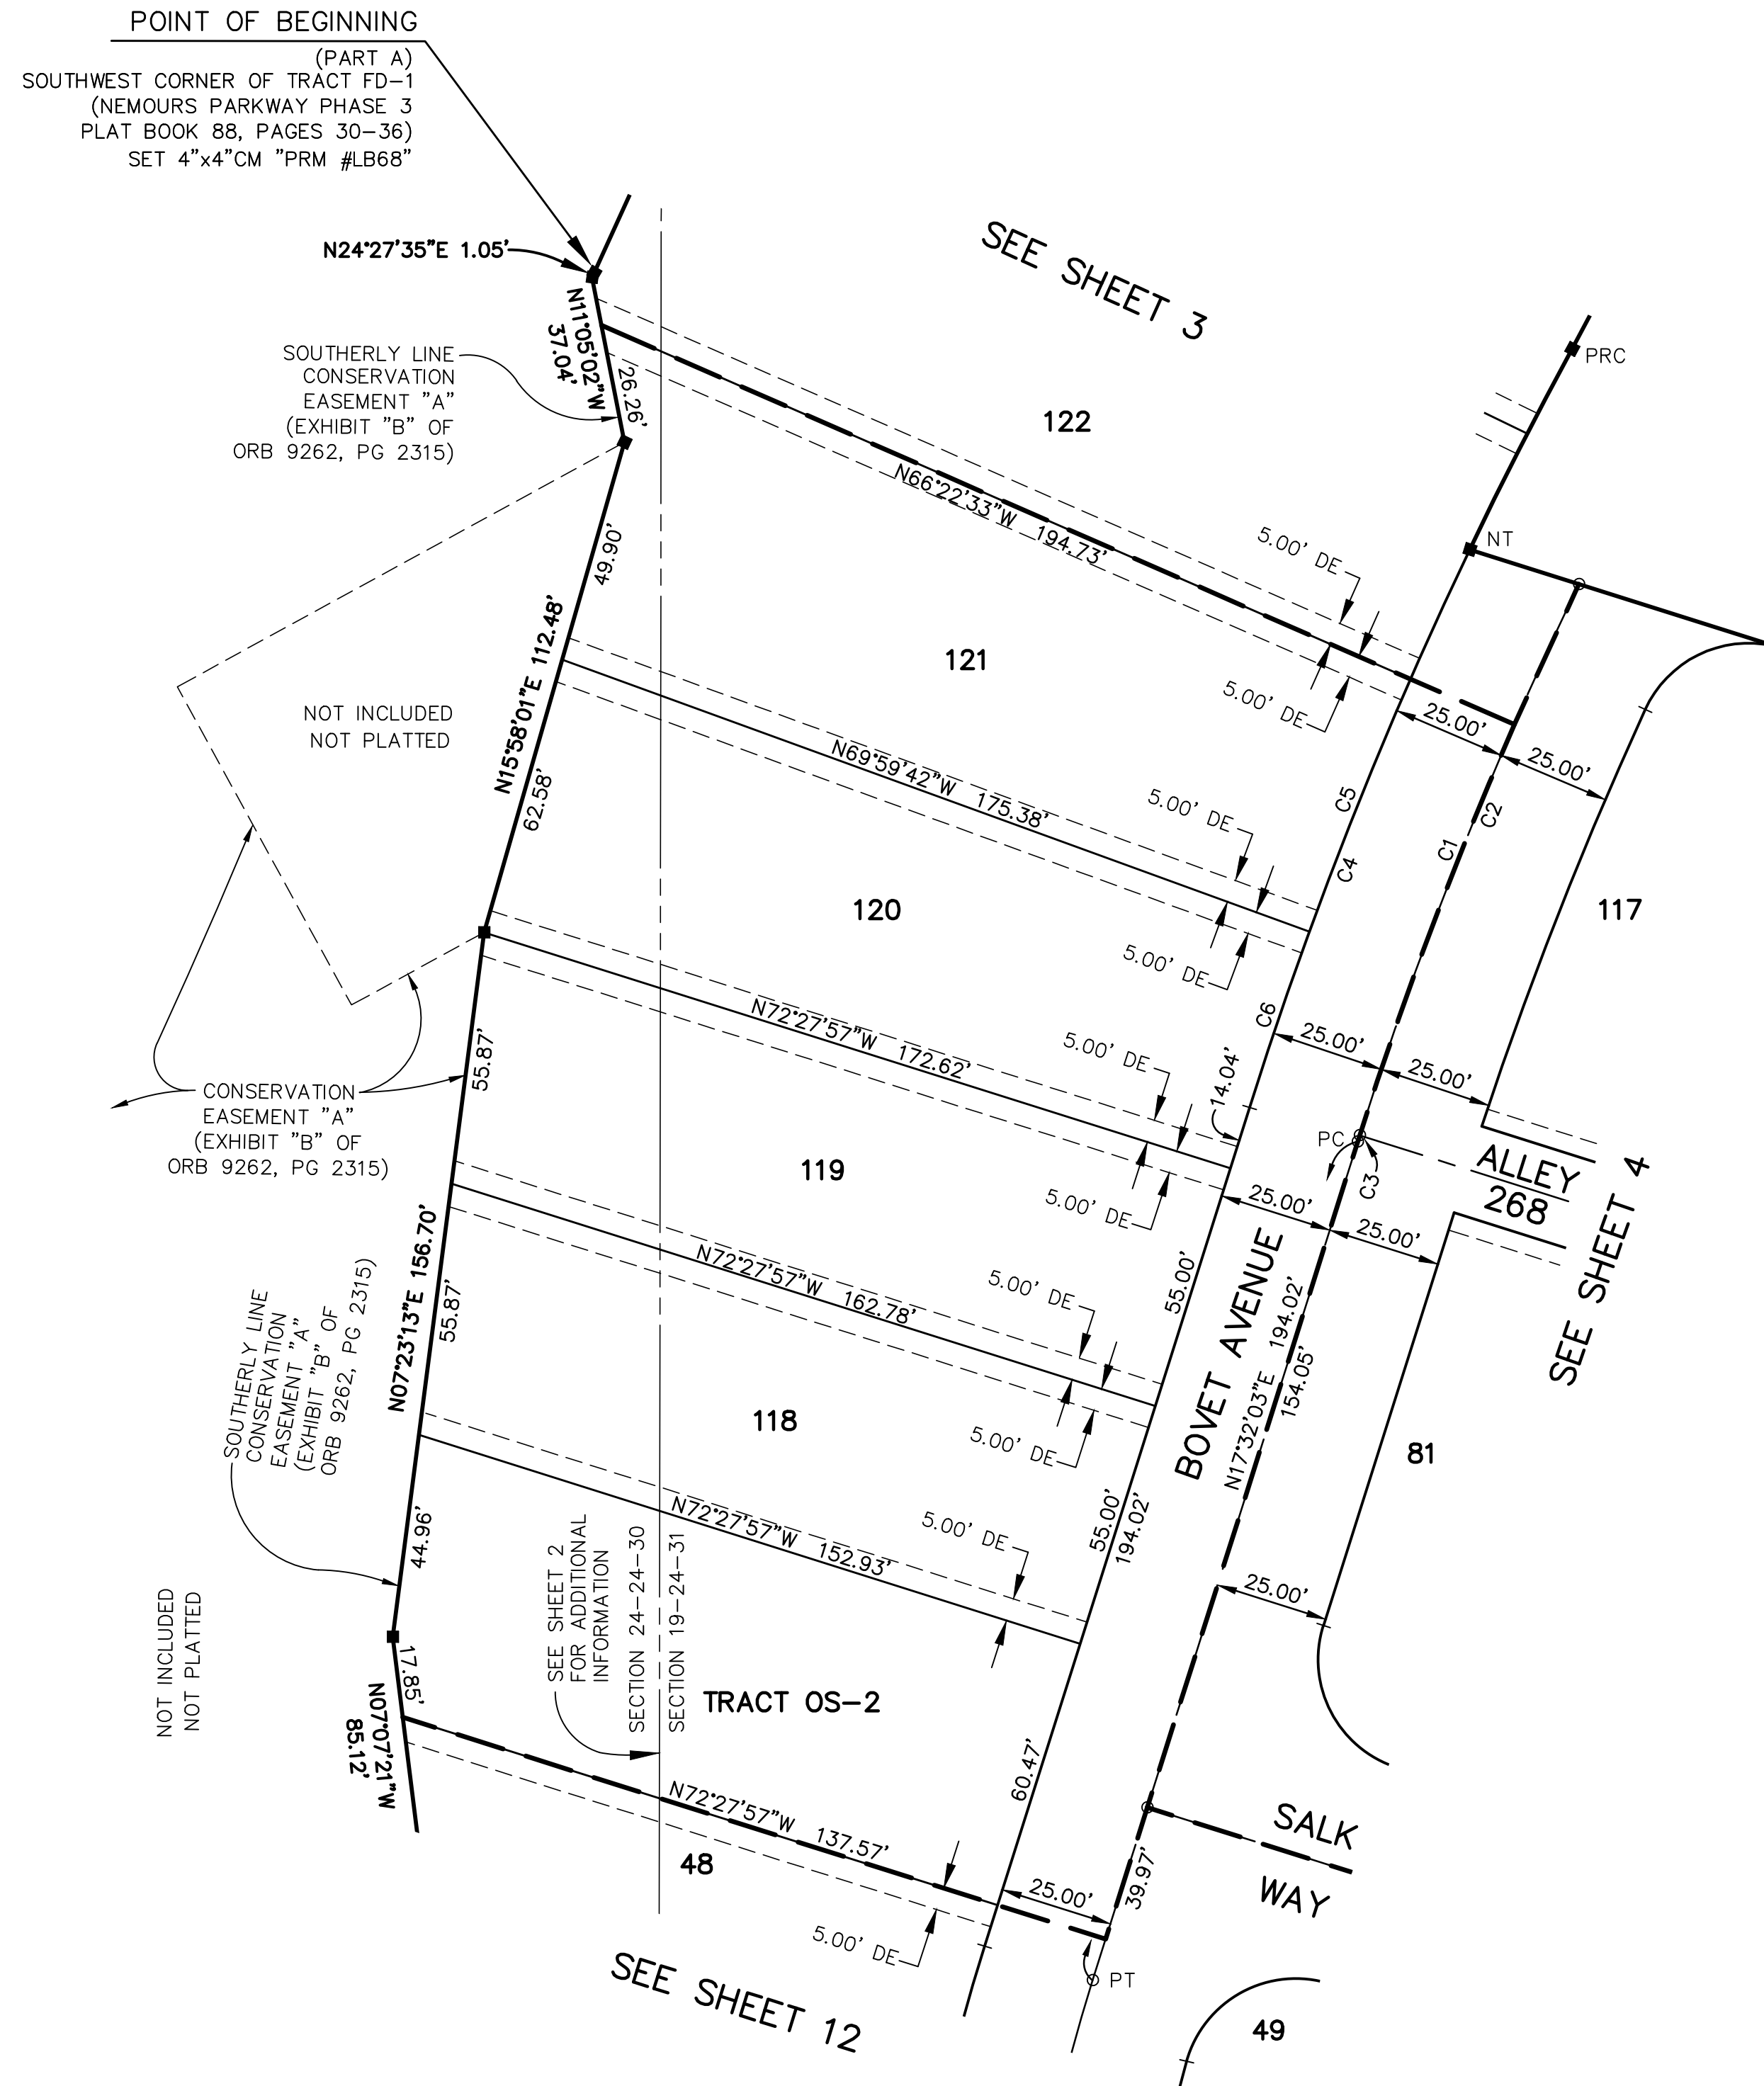 POINT OF BEGINNING
(PART A)
SOUTHWEST CORNER OF TRACT FD-1
(NEMOURS PARKWAY PHASE 3
PLAT BOOK 88, PAGES 30-36)
SET 4"x4"CM "PRM #LB68"
N24°27'35"E 1.05'
SEE SHEET 3
N11°05'02"W
37.04'
26.26'
SOUTHERLY LINE
CONSERVATION
EASEMENT "A"
(EXHIBIT "B" OF
ORB 9262, PG 2315)
PRC
122
N66°22'33"W 194.73'
5.00' DE
NT
49.90'
121
5.00' DE
25.00'
25.00'
N15°58'01"E 112.48'
62.58'
NOT INCLUDED
NOT PLATTED
N69°59'42"W 175.38'
5.00' DE
C5
C4
C2
C1
117
120
5.00' DE
N72°27'57"W 172.62'
5.00' DE
C6
14.04'
25.00'
25.00'
55.87'
CONSERVATION
EASEMENT "A"
(EXHIBIT "B" OF
ORB 9262, PG 2315)
PC
C3
ALLEY
268
SEE SHEET 4
119
5.00' DE
25.00'
25.00'
N07°23'13"E 156.70'
55.87'
N72°27'57"W 162.78'
5.00' DE
55.00'
BOVET AVENUE
N17°32'03"E 194.02'
154.05'
SOUTHERLY LINE
CONSERVATION
EASEMENT "A"
(EXHIBIT "B" OF
ORB 9262, PG 2315)
118
5.00' DE
81
44.96'
N72°27'57"W 152.93'
5.00' DE
55.00'
194.02'
25.00'
SEE SHEET 2
FOR ADDITIONAL
INFORMATION
SECTION 24-24-30
SECTION 19-24-31
NOT INCLUDED
NOT PLATTED
17.85'
N07°07'21"W
85.12'
TRACT OS-2
60.47'
N72°27'57"W 137.57'
SALK
WAY
48
25.00'
39.97'
5.00' DE
PT
SEE SHEET 12
49